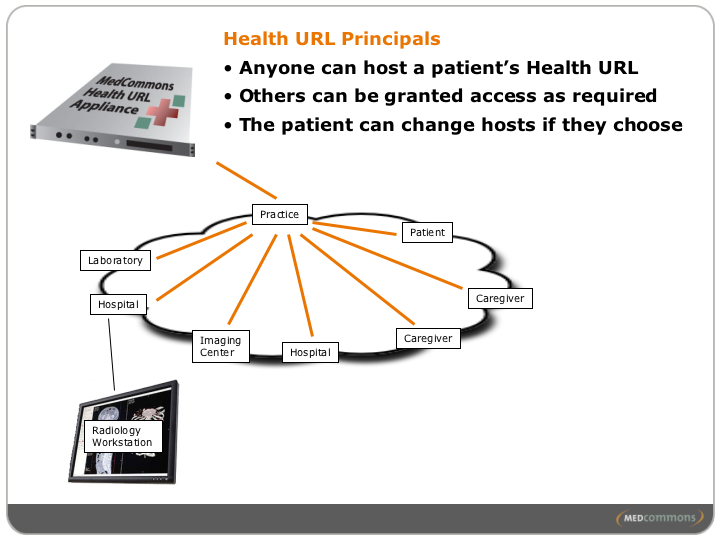 Health URL Principals
• Anyone can host a patient’s Health URL
• Others can be granted access as required
• The patient can change hosts if they choose
MedCommons
Health URL
Appliance
Practice
Patient
Laboratory
Caregiver
Hospital
Imaging
Center
Hospital
Caregiver
Radiology
Workstation
MEDcommons